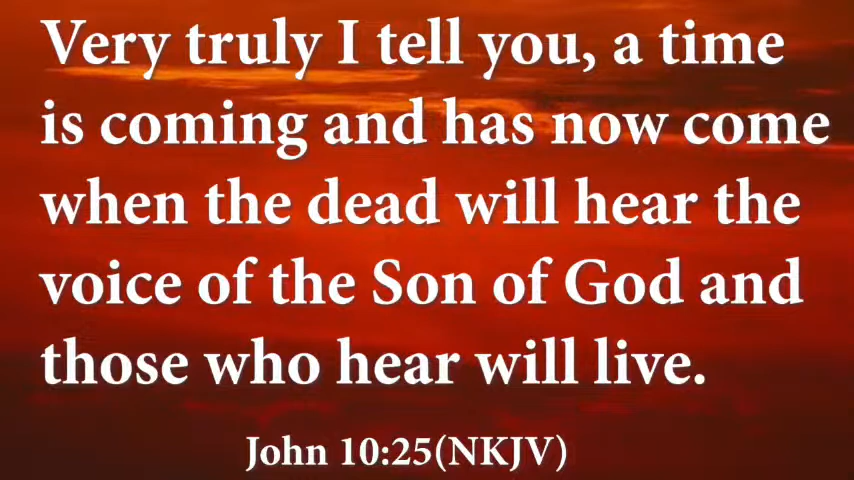 Very truly I tell you, a time
is coming and has now come
when the dead will hear the
voice of the Son of God and
those who hear will live.
John 10:25(NKJV)